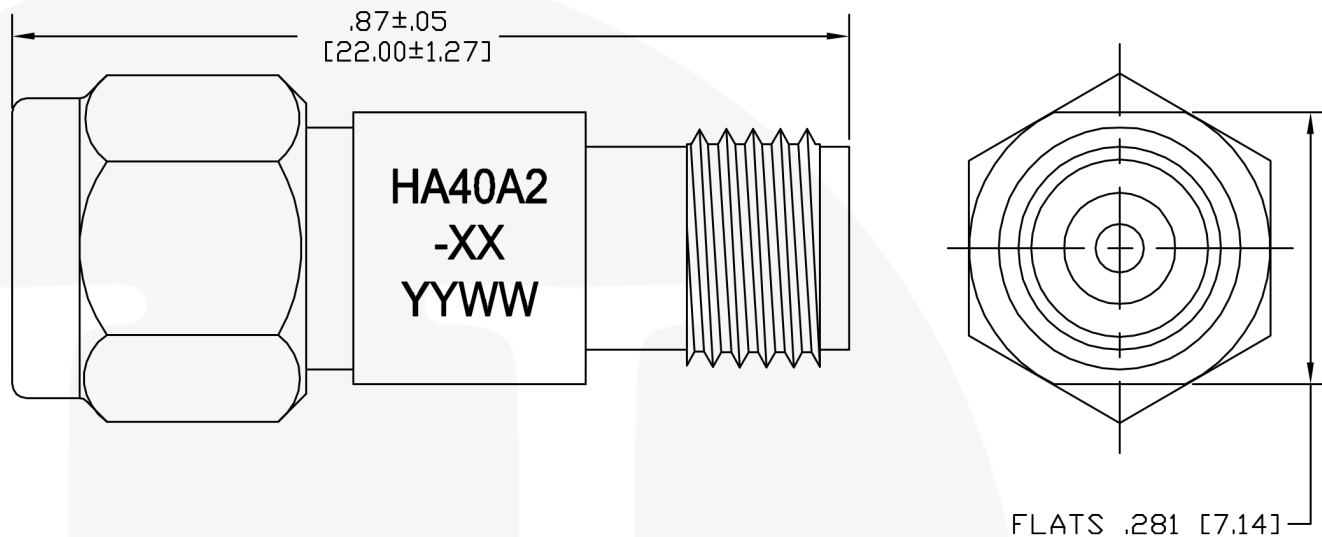 .87±.05
[22.00±1.27]
HA40A2
-XX
YYWW
FLATS .281 [7.14]